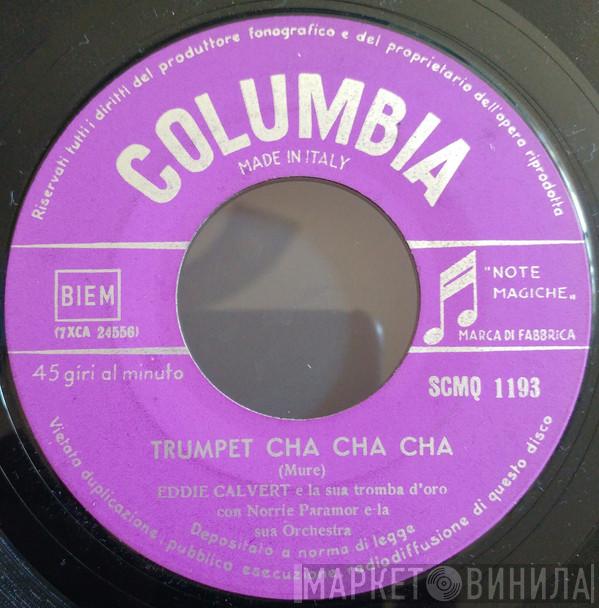 Riservati tutti i diritti del produttore fonografico e del proprietario dell'opera riprodotta
COLUMBIA
MADE IN ITALY
BIEM
(7XCA 24556)
"NOTE
MAGICHE"
MARCA DI FABBRICA
45 giri al minuto
SCMQ 1193
TRUMPET CHA CHA CHA
(Mure)
EDDIE CALVERT e la sua tromba d'oro
con Norrie Paramor e la
sua Orchestra
Depositato a norma di legge
Vietata duplicazione, pubblica esecuzione, radiodiffusione di questo disco
МАРКЕТ ВИНИЛА